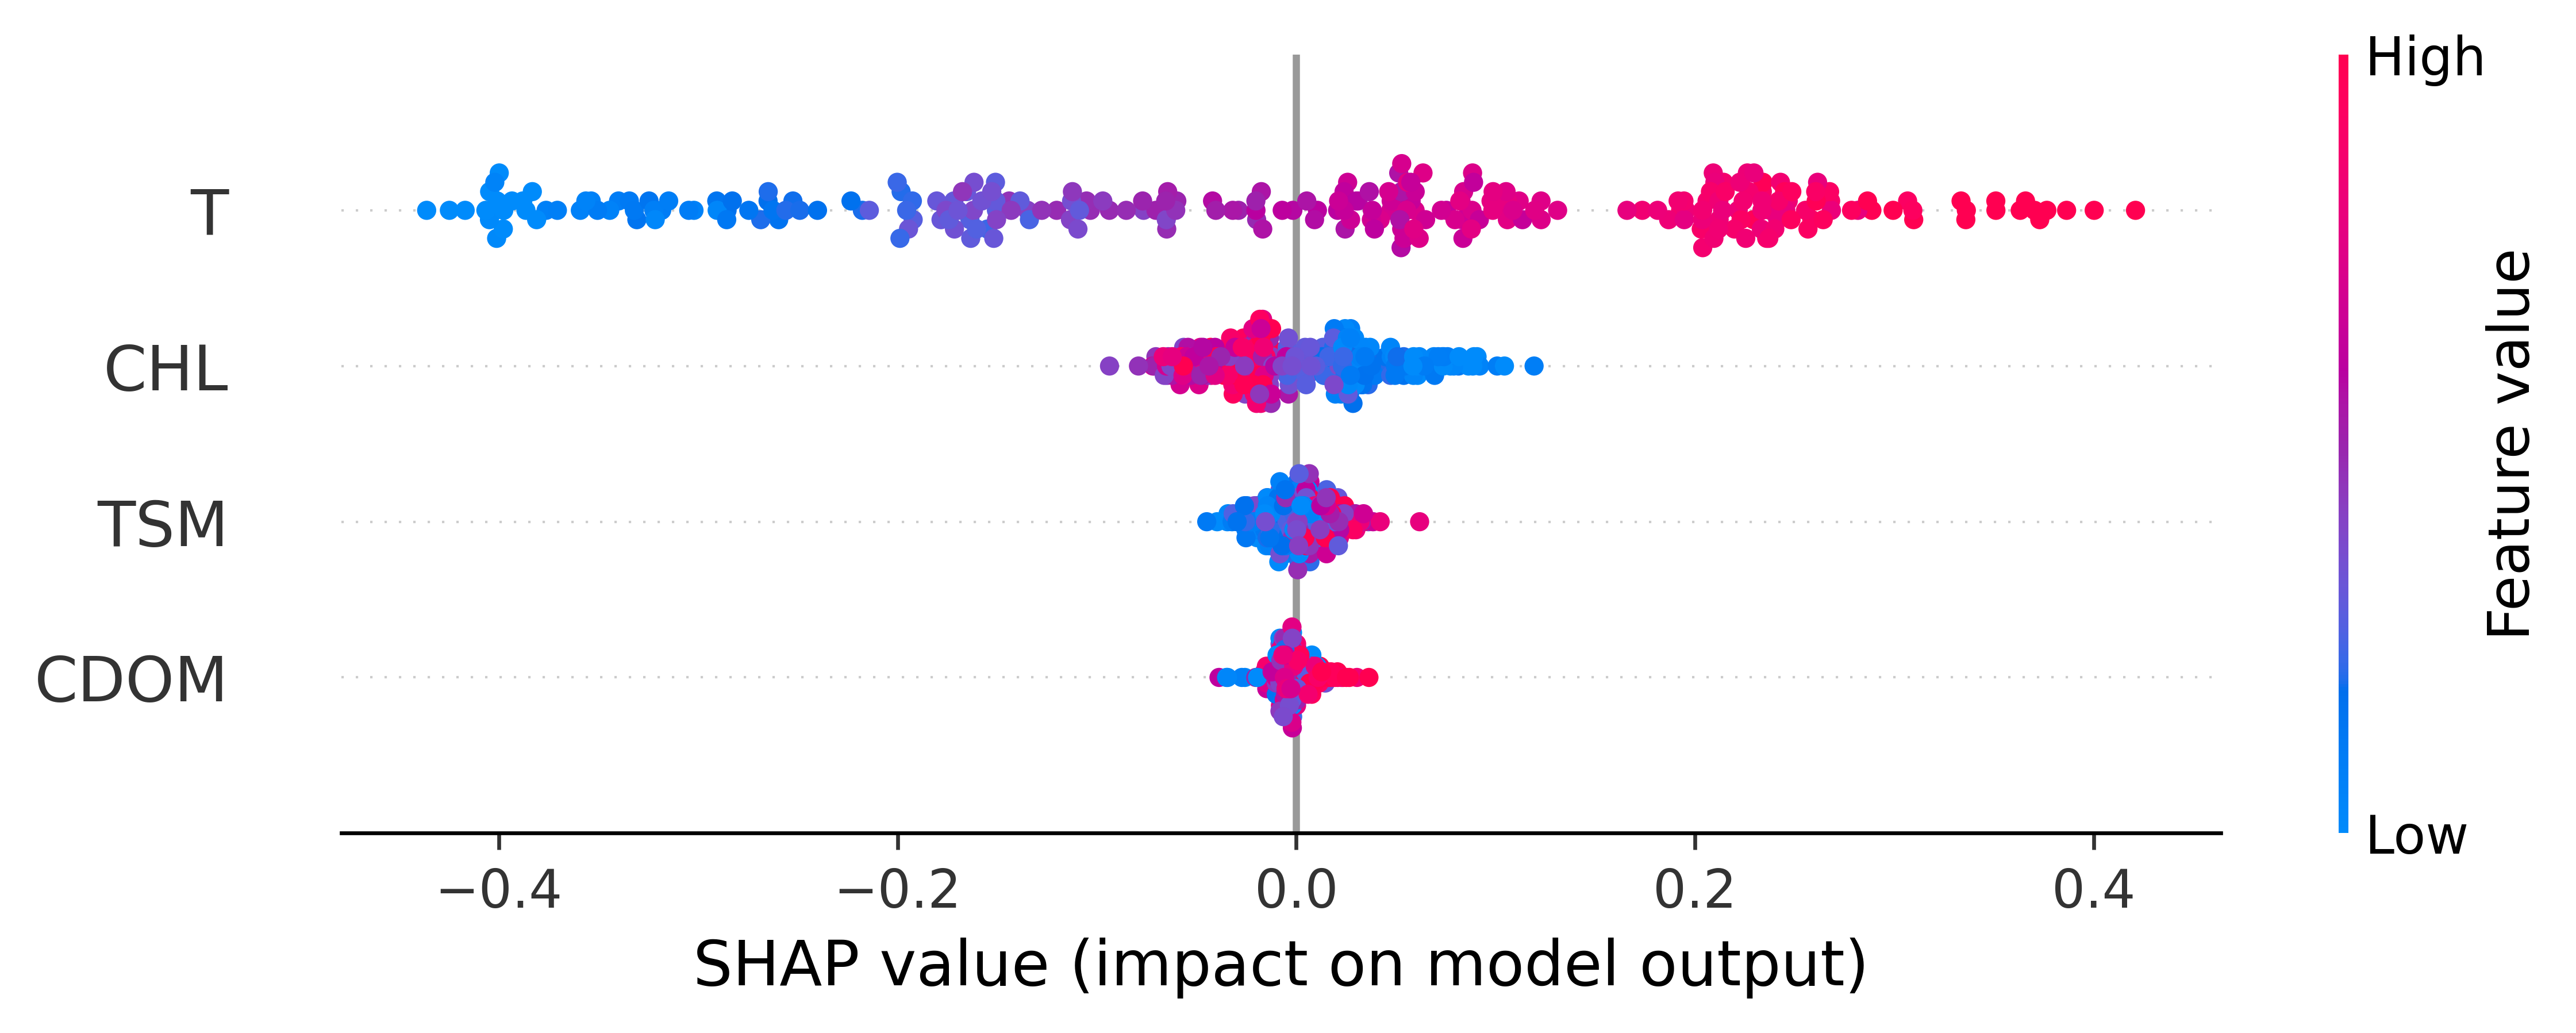 High
T
CHL
TSM
CDOM
Feature value
Low
−0.4 −0.2 0.0 0.2 0.4
SHAP value (impact on model output)